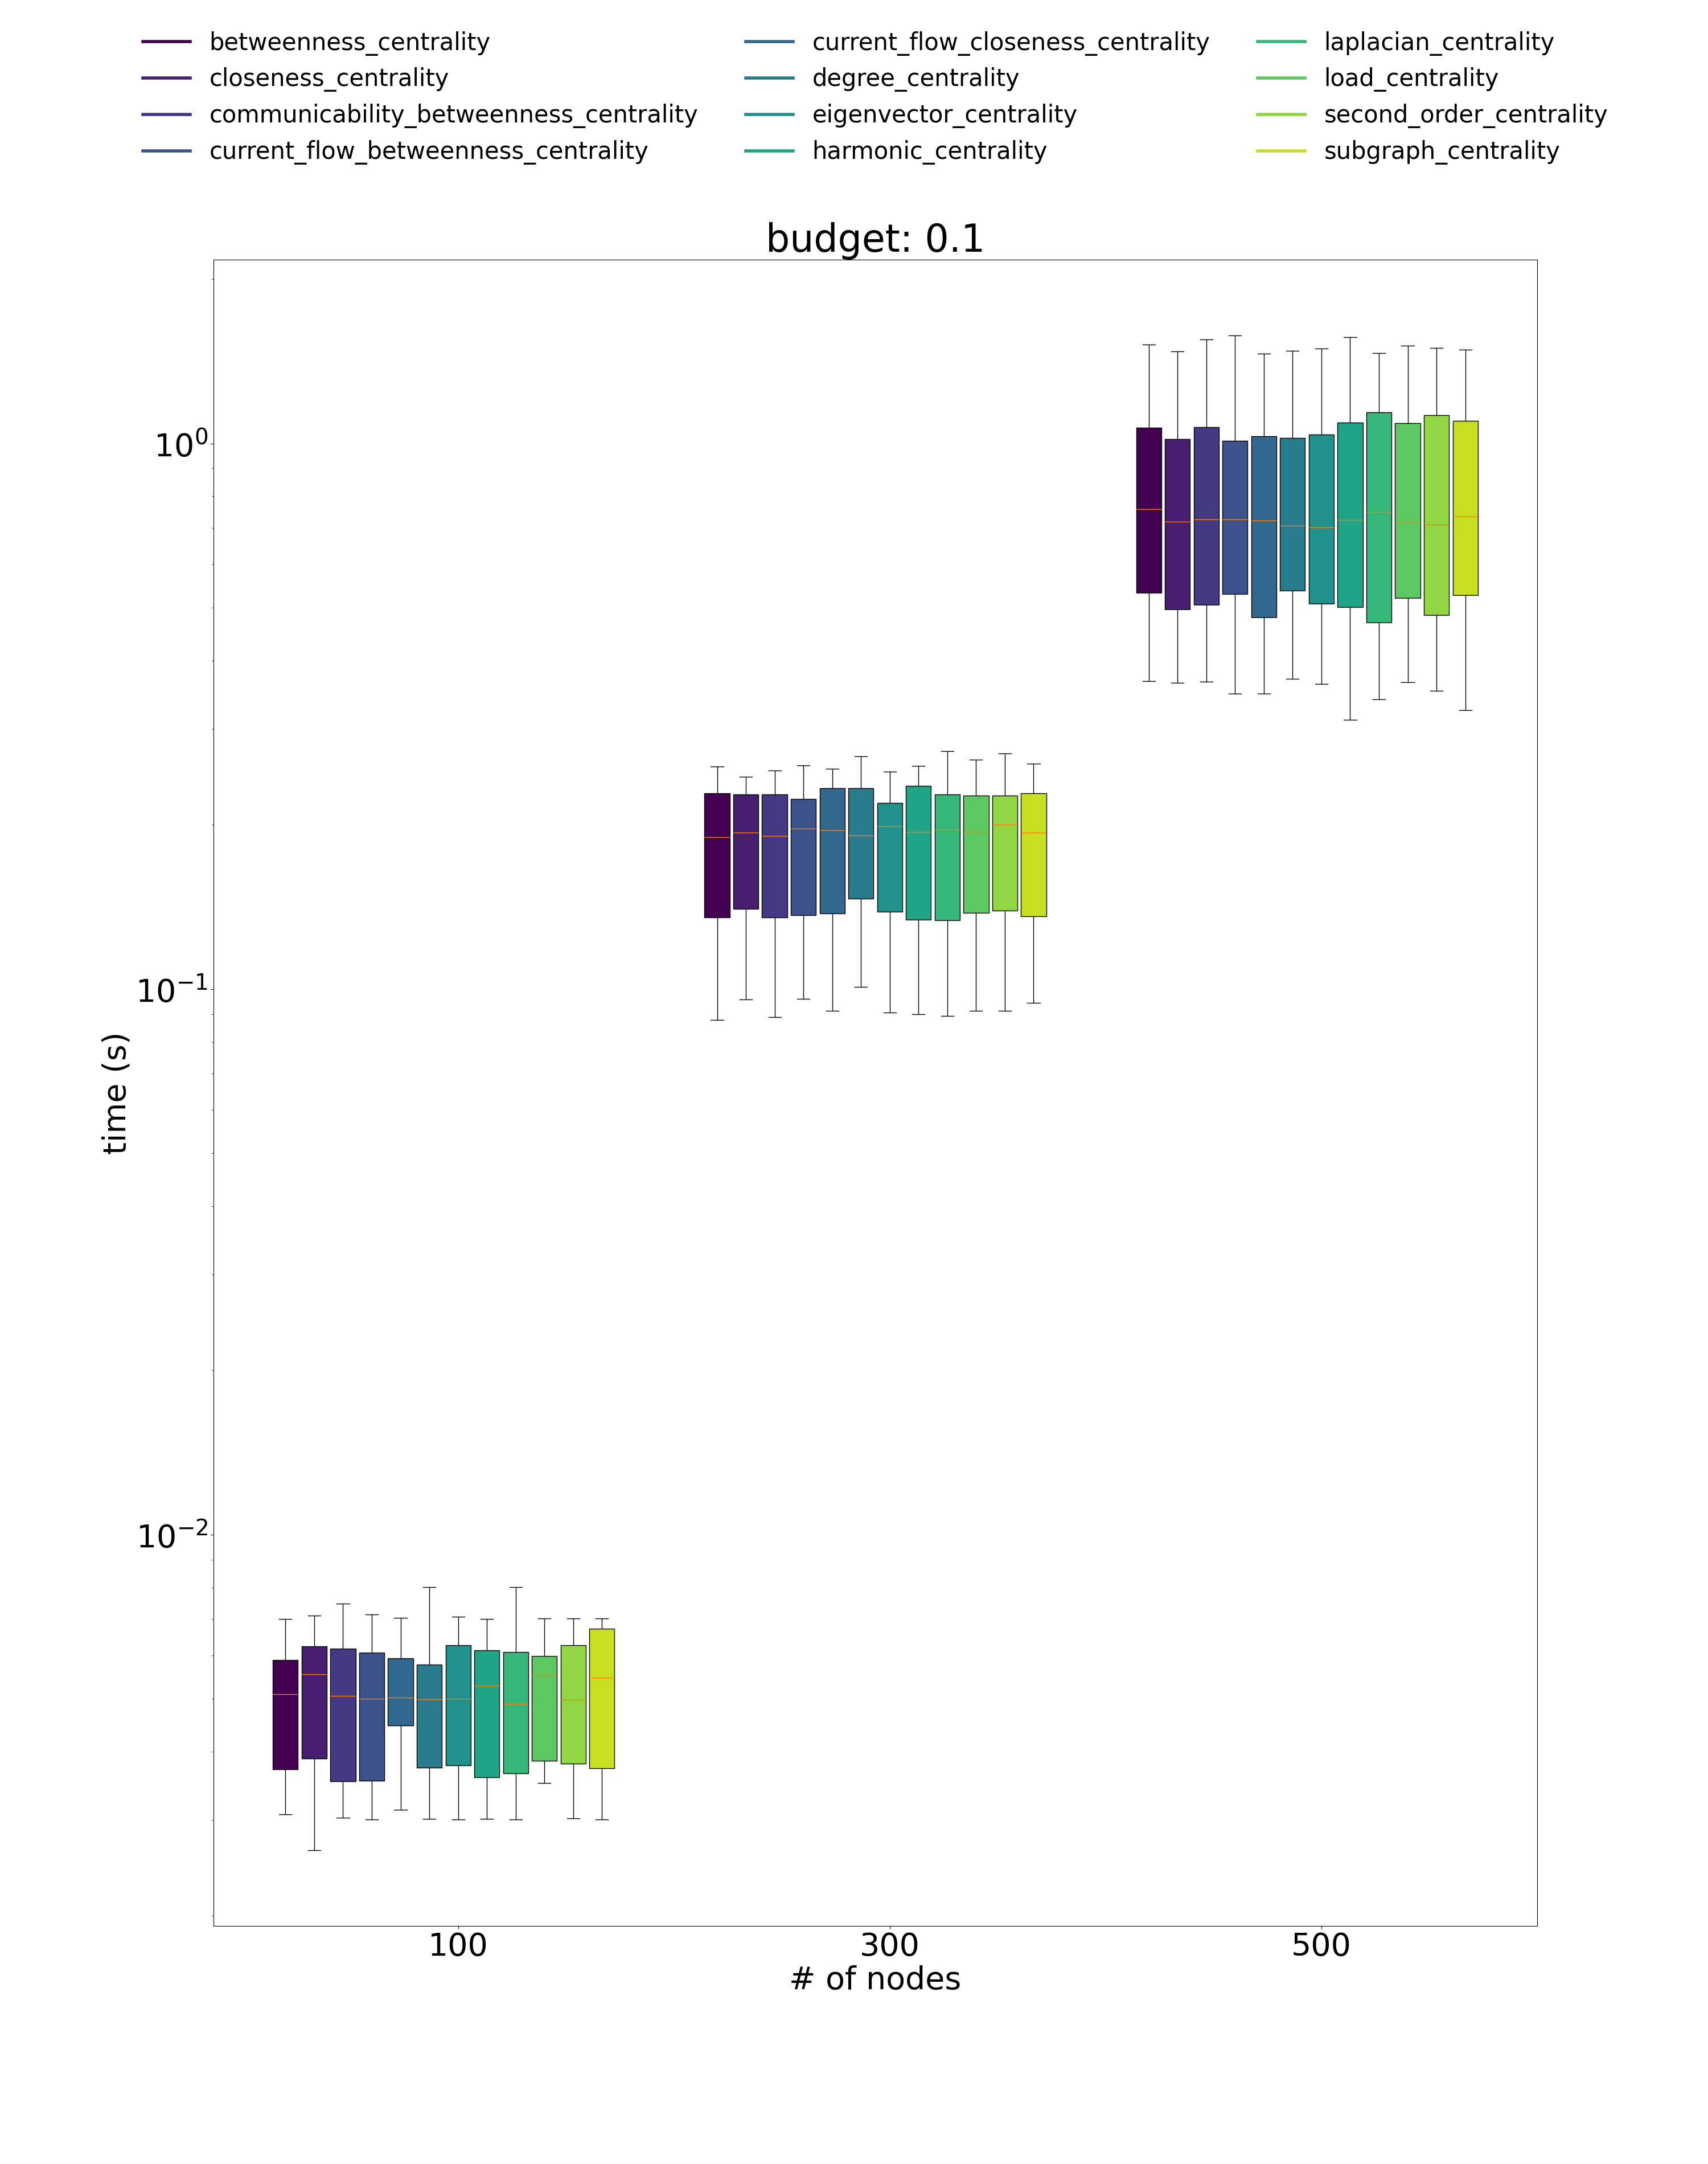 betweenness_centrality
closeness_centrality
communicability_betweenness_centrality
current_flow_betweenness_centrality
current_flow_closeness_centrality
degree_centrality
eigenvector_centrality
harmonic_centrality
laplacian_centrality
load_centrality
second_order_centrality
subgraph_centrality
budget: 0.1
10⁰
10⁻¹
10⁻²
time (s)
100 300 500
# of nodes